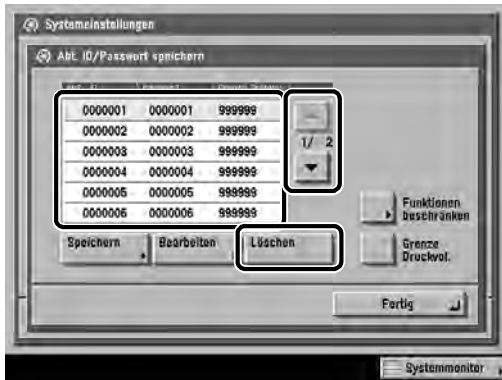 Systemeinstellungen
Abt. ID/Passwort speichern
0000001 0000001 999999
0000002 0000002 999999
0000003 0000003 999999
0000004 0000004 999999
0000005 0000005 999999
0000006 0000006 999999
1/ 2
Funktionen
beschränken
Speichern Bearbeiten Löschen
Grenze
Druckvol.
Fertig
Systemmonitor